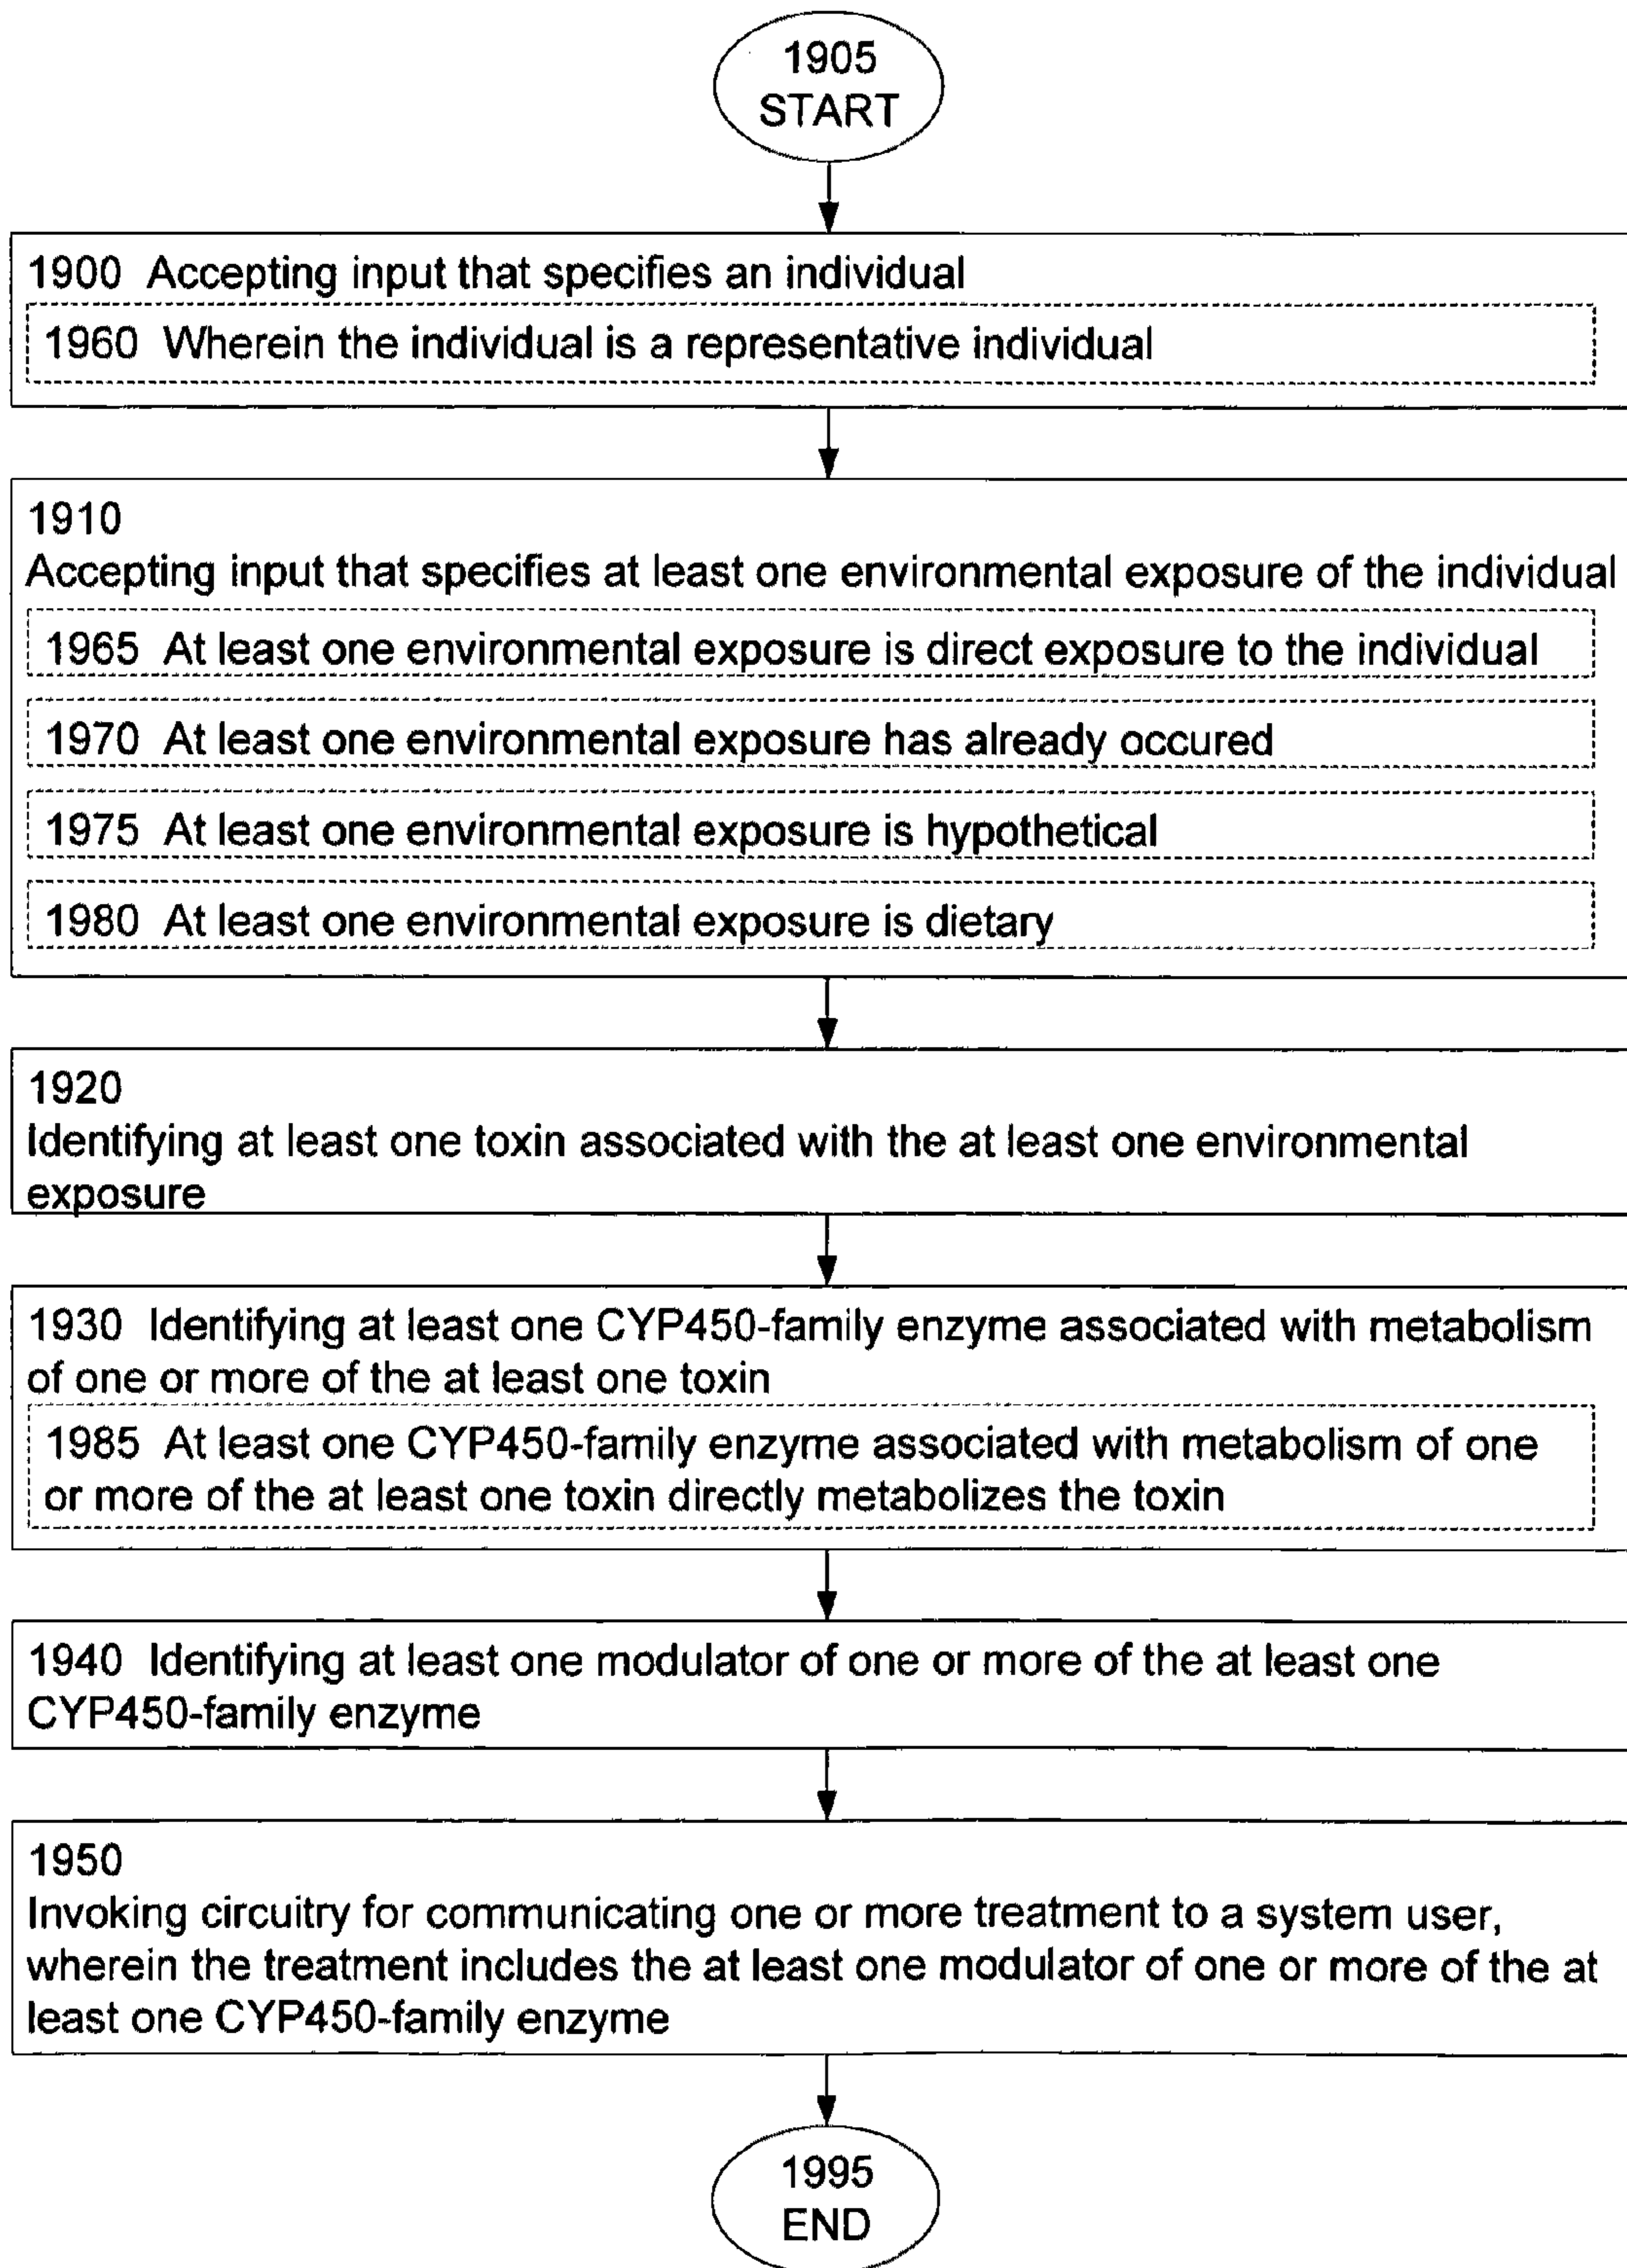 1905
START
1900 Accepting input that specifies an individual
1960 Wherein the individual is a representative individual
1910
Accepting input that specifies at least one environmental exposure of the individual
1965 At least one environmental exposure is direct exposure to the individual
1970 At least one environmental exposure has already occured
1975 At least one environmental exposure is hypothetical
1980 At least one environmental exposure is dietary
1920
Identifying at least one toxin associated with the at least one environmental
exposure
1930 Identifying at least one CYP450-family enzyme associated with metabolism
of one or more of the at least one toxin
1985 At least one CYP450-family enzyme associated with metabolism of one
or more of the at least one toxin directly metabolizes the toxin
1940 Identifying at least one modulator of one or more of the at least one
CYP450-family enzyme
1950
Invoking circuitry for communicating one or more treatment to a system user,
wherein the treatment includes the at least one modulator of one or more of the at
least one CYP450-family enzyme
1995
END